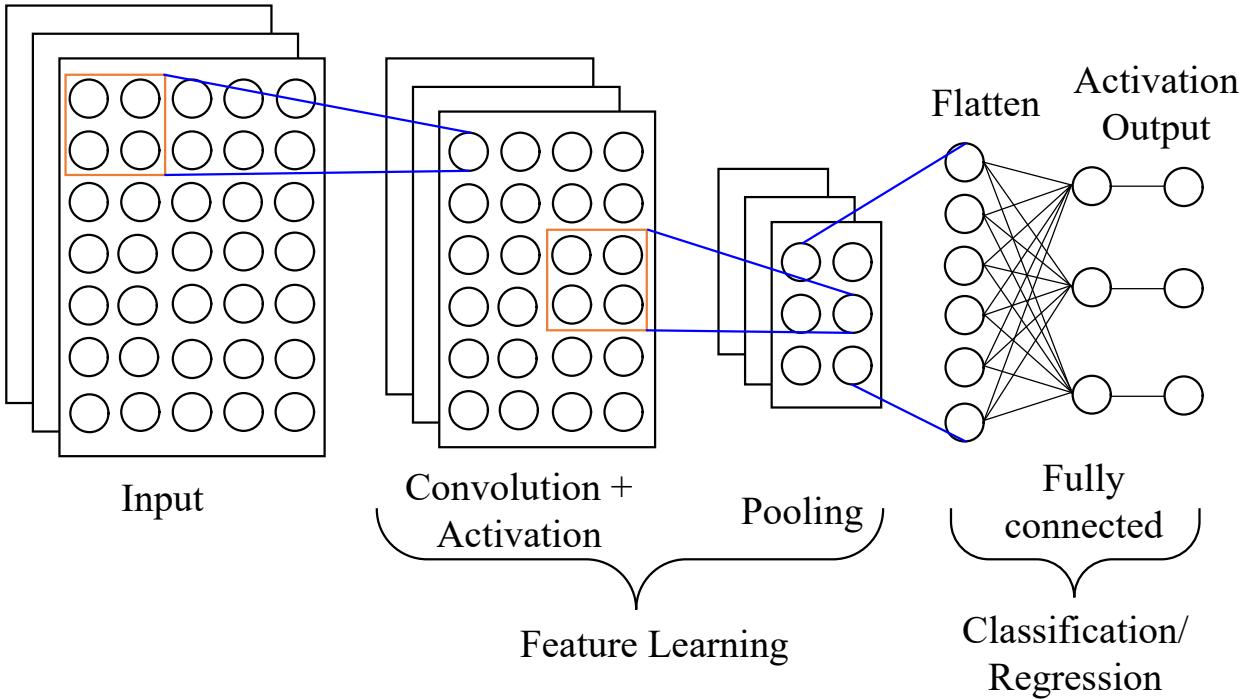 Flatten
Activation
Output
Input
Convolution +
Activation
Pooling
Fully
connected
Feature Learning
Classification/
Regression